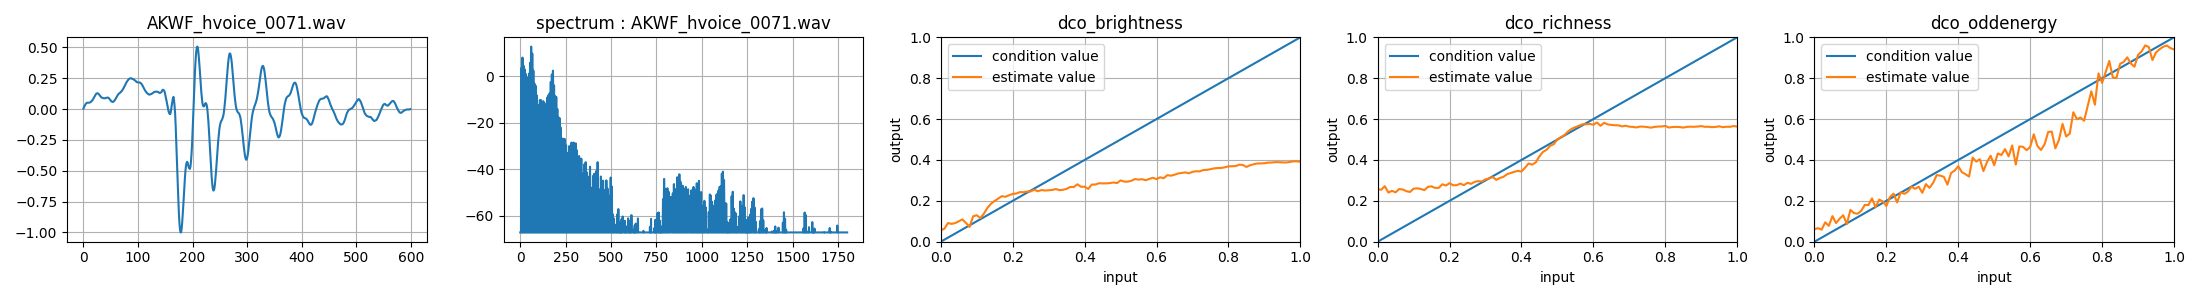 AKWF_hvoice_0071.wav
0.50
0.25
0.00
−0.25
−0.50
−0.75
−1.00
0 100 200 300 400 500 600
spectrum : AKWF_hvoice_0071.wav
0
−20
−40
−60
0 250 500 750 1000 1250 1500 1750
dco_brightness
condition value
estimate value
output
1.0
0.8
0.6
0.4
0.2
0.0
0.0 0.2 0.4 0.6 0.8 1.0
input
dco_richness
condition value
estimate value
output
1.0
0.8
0.6
0.4
0.2
0.0
0.0 0.2 0.4 0.6 0.8 1.0
input
dco_oddenergy
condition value
estimate value
output
1.0
0.8
0.6
0.4
0.2
0.0
0.0 0.2 0.4 0.6 0.8 1.0
input